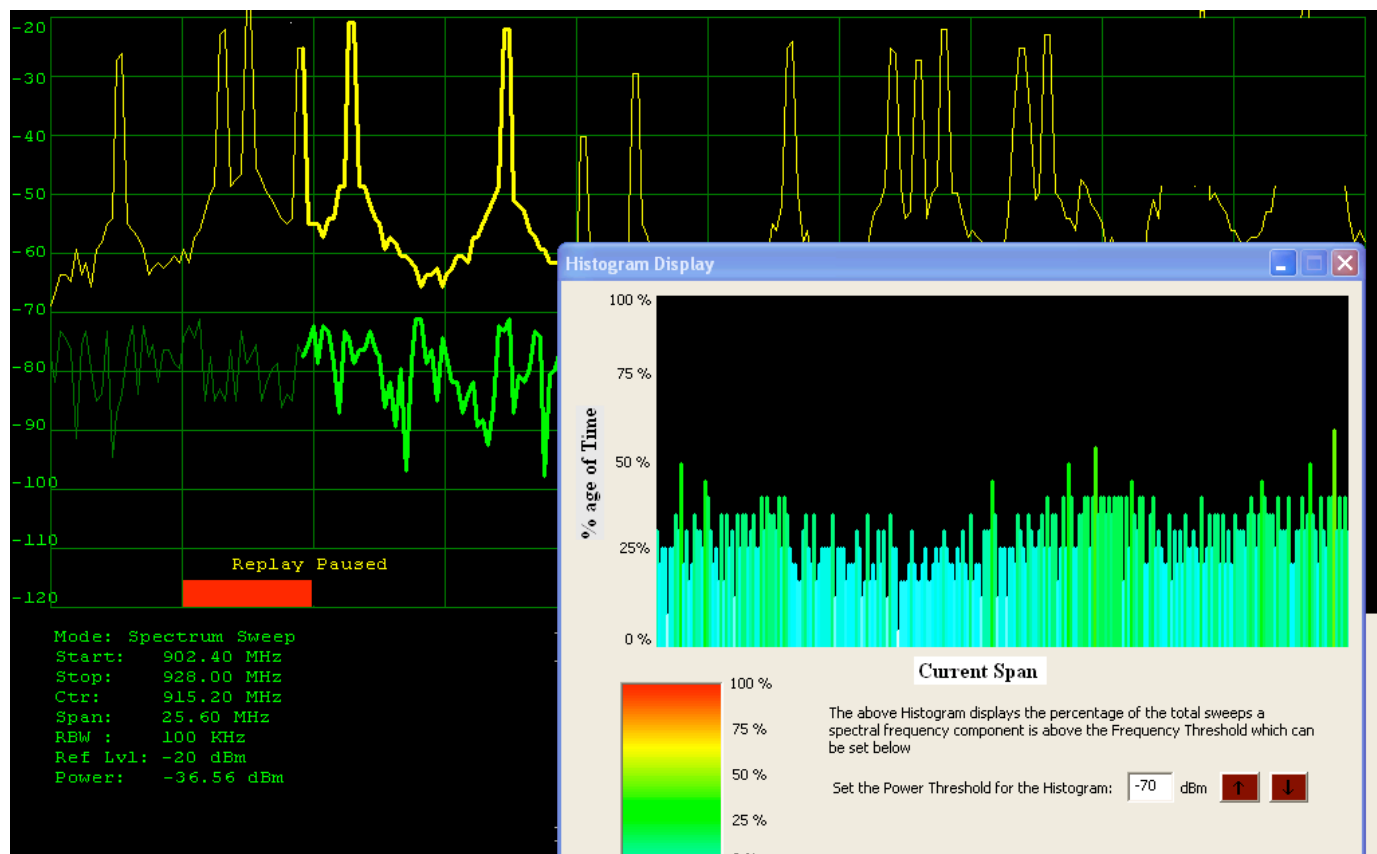 -20
-30
-40
-50
-60
-70
-80
-90
-100
-110
-120
Replay Paused
Mode: Spectrum Sweep
Start: 902.40 MHz
Stop: 928.00 MHz
Ctr: 915.20 MHz
Span: 25.60 MHz
RBW : 100 KHz
Ref Lvl: -20 dBm
Power: -36.56 dBm
Histogram Display
100 %
75 %
50 %
25%
0 %
% age of Time
Current Span
100 %
75 %
50 %
25 %
The above Histogram displays the percentage of the total sweeps a
spectral frequency component is above the Frequency Threshold which can
be set below
Set the Power Threshold for the Histogram: -70 dBm